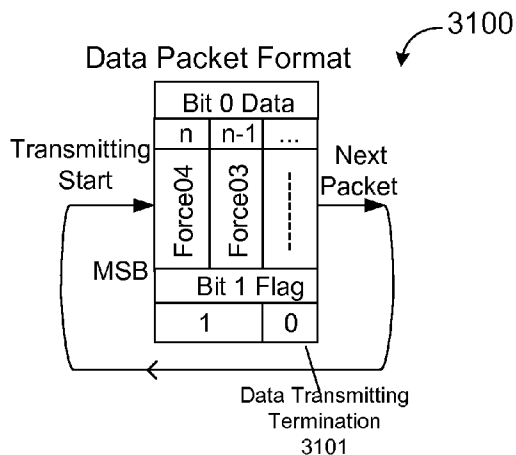 3100
Data Packet Format
Bit 0 Data
n n-1 ...
Transmitting
Start
Force04
Force03
Next
Packet
MSB
Bit 1 Flag
1 0
Data Transmitting
Termination
3101